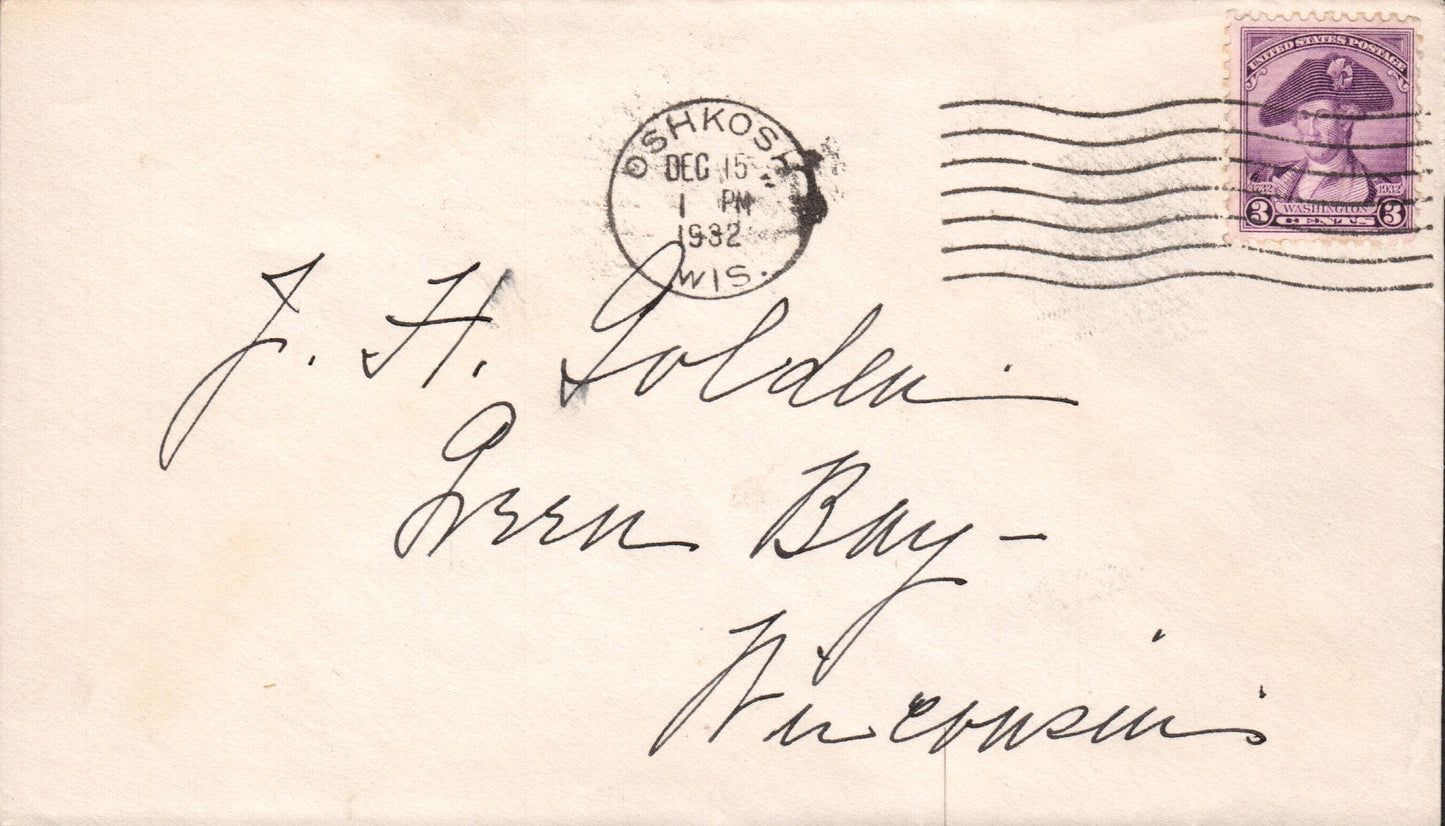 UNITED STATES POSTAGE
1732 1932
WASHINGTON
3 CENTS 3
OSHKOSH
DEC 15
1 PM
1932
WIS.
J. H. Golden
Green Bay -
Wisconsin